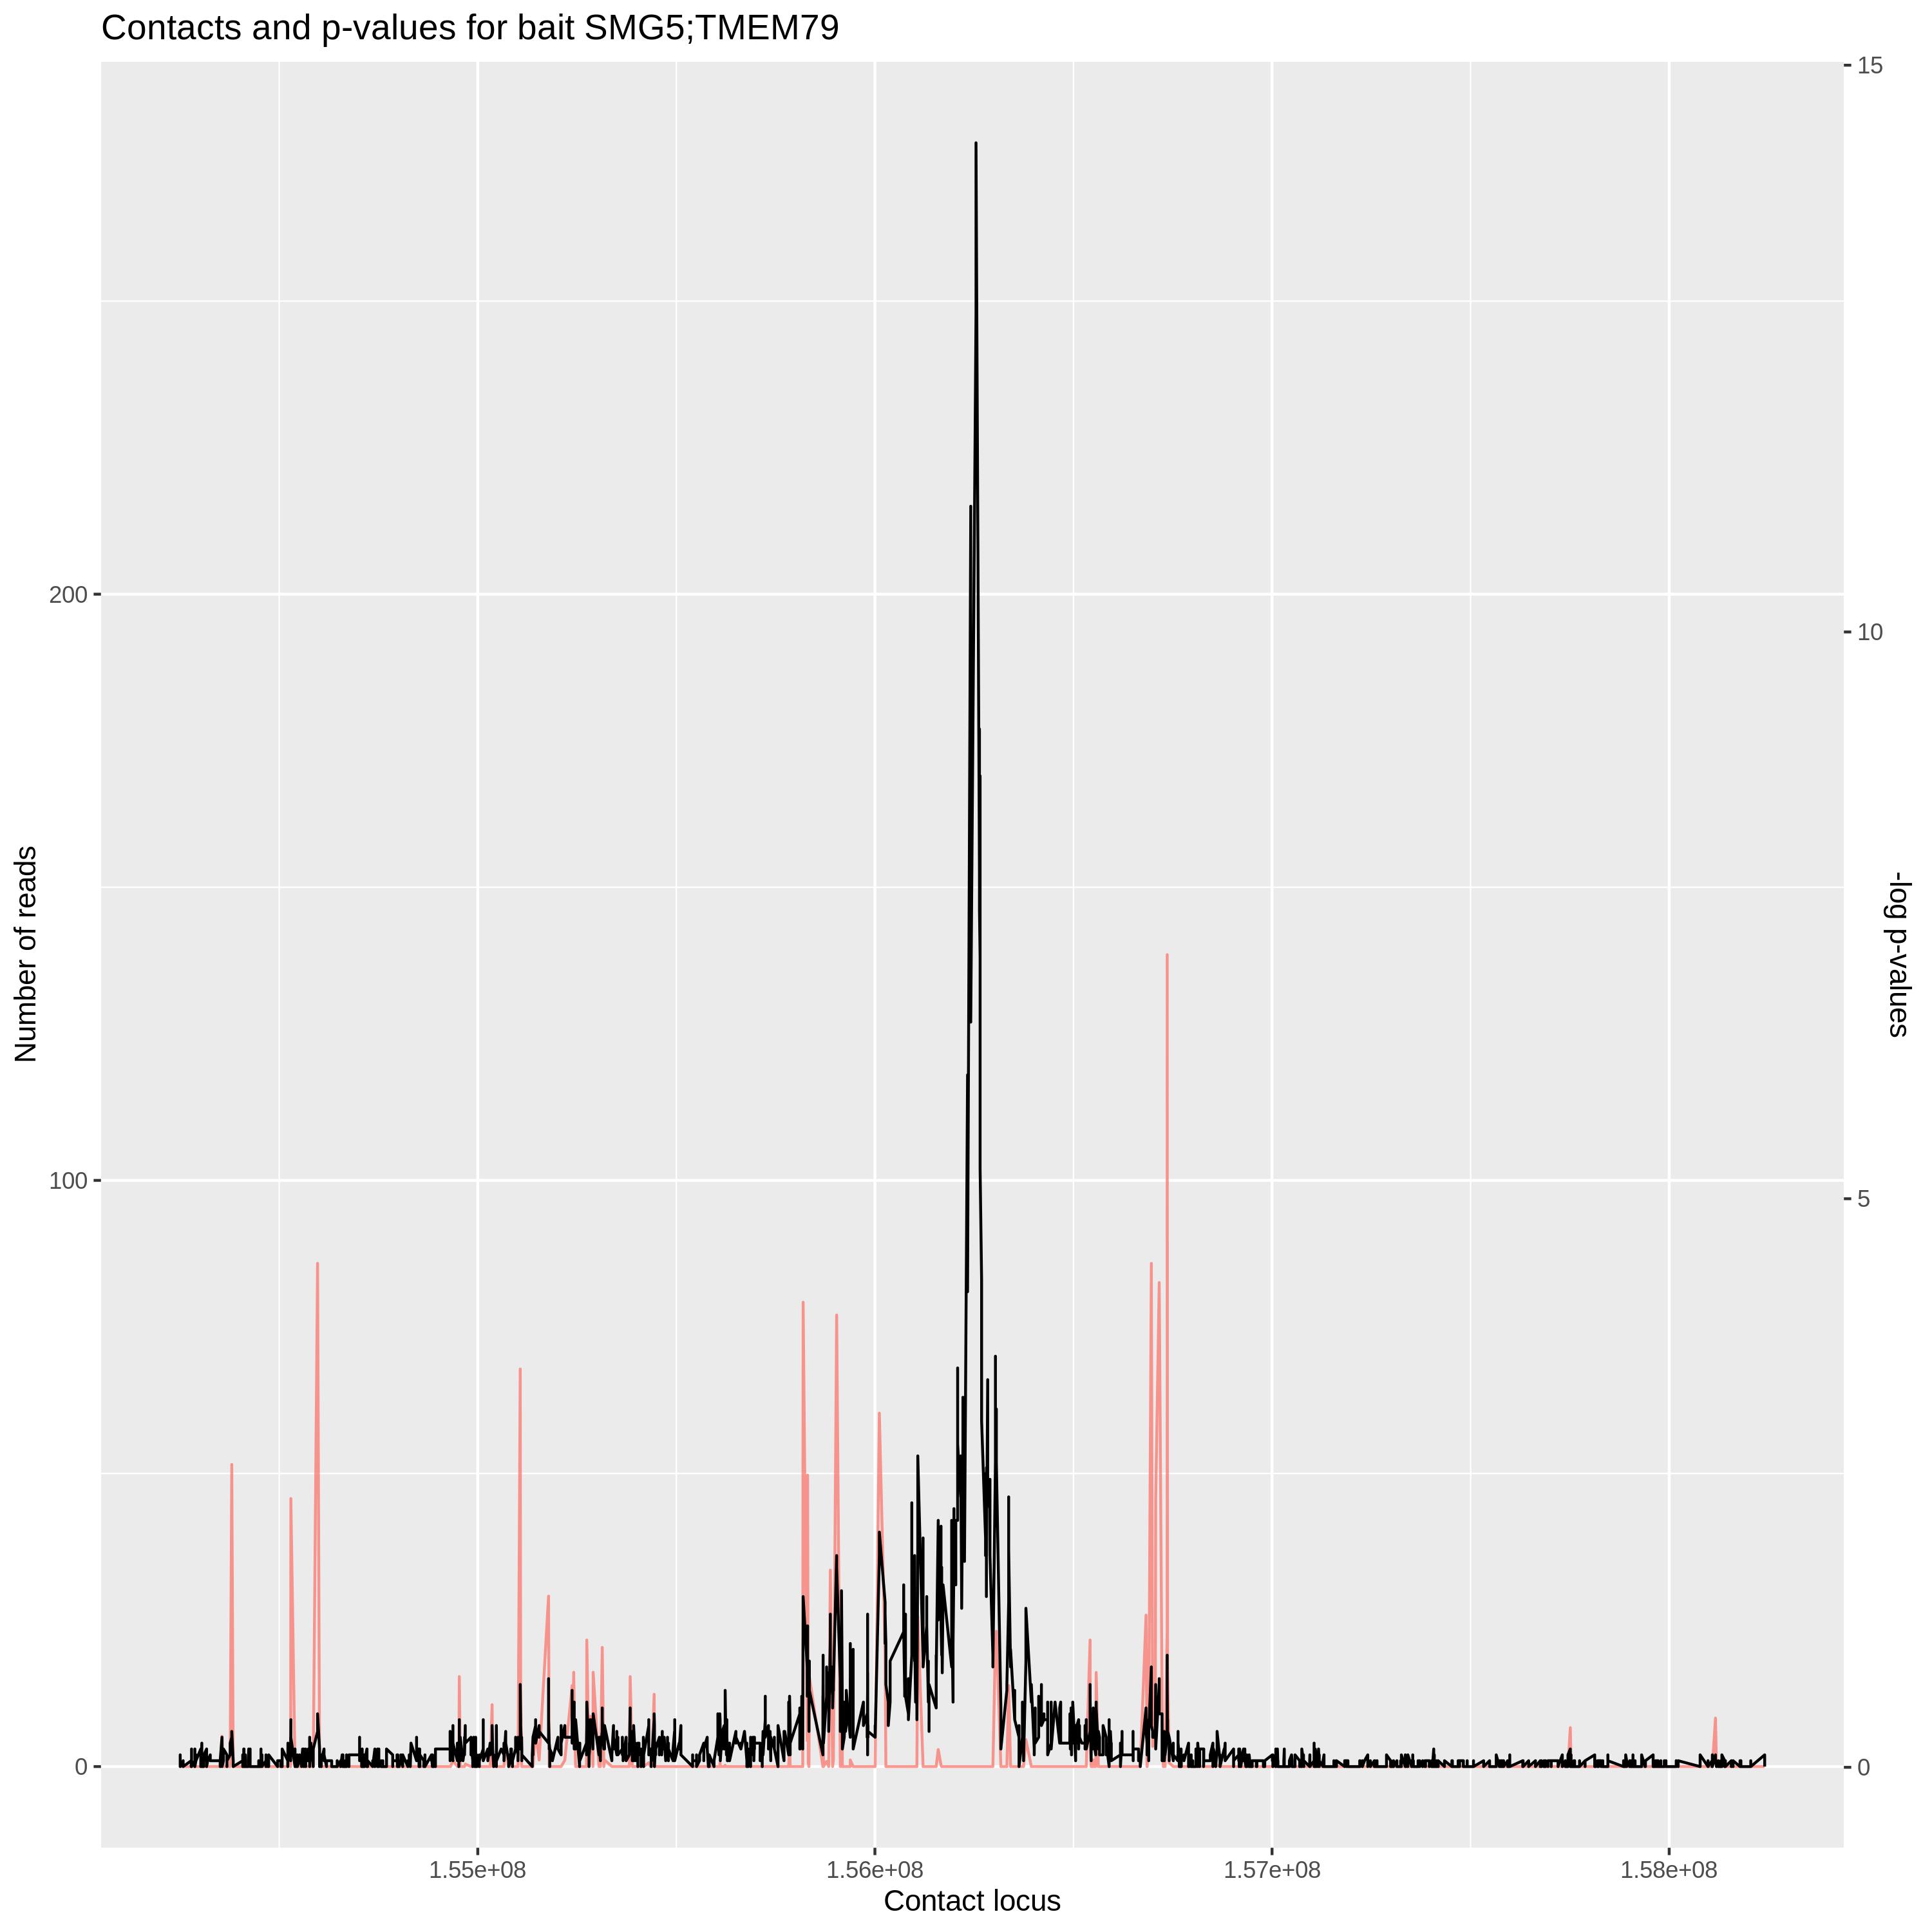 Contacts and p-values for bait SMG5;TMEM79
15
200
10
Number of reads
-log p-values
100
5
0
0
1.55e+08
1.56e+08
1.57e+08
1.58e+08
Contact locus